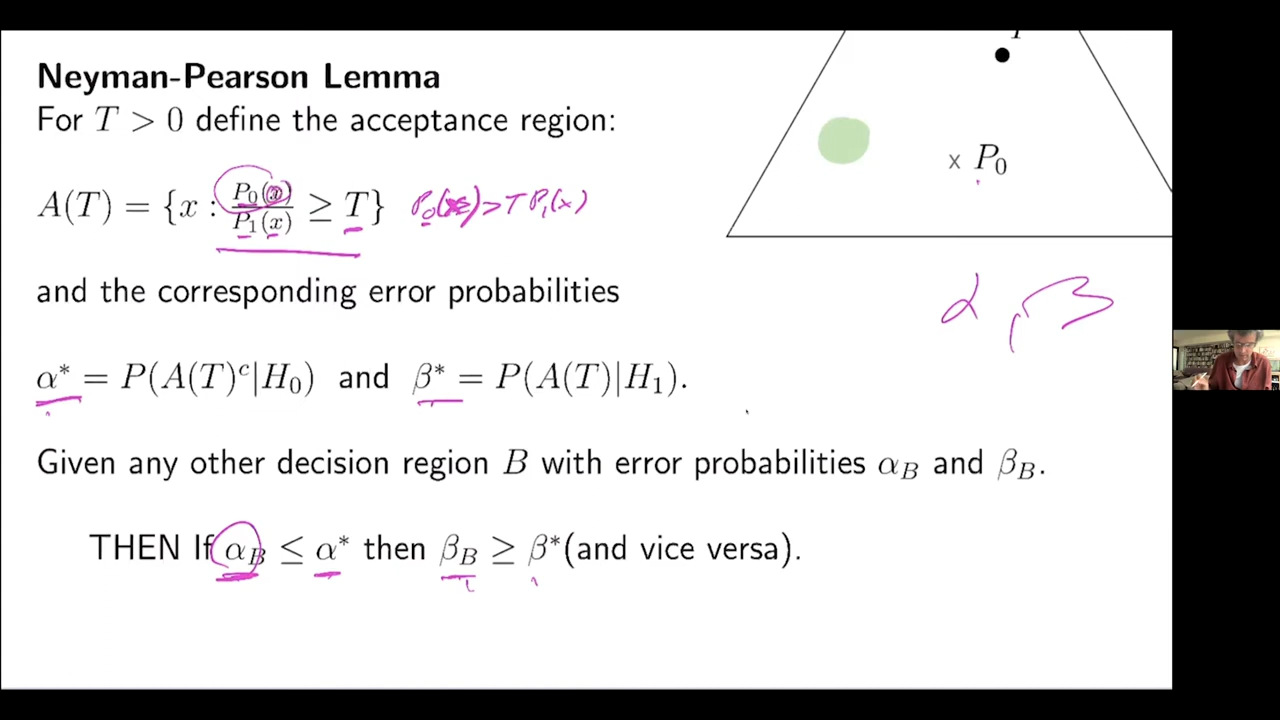 Neyman-Pearson Lemma
For T > 0 define the acceptance region:
A(T) = {x : P₀(x)/P₁(x) ≥ T} P₀(x) > T P₁(x)
× P₀
and the corresponding error probabilities
α, β
α* = P(A(T)ᶜ|H₀) and β* = P(A(T)|H₁).
Given any other decision region B with error probabilities α_B and β_B.
THEN If α_B ≤ α* then β_B ≥ β*(and vice versa).